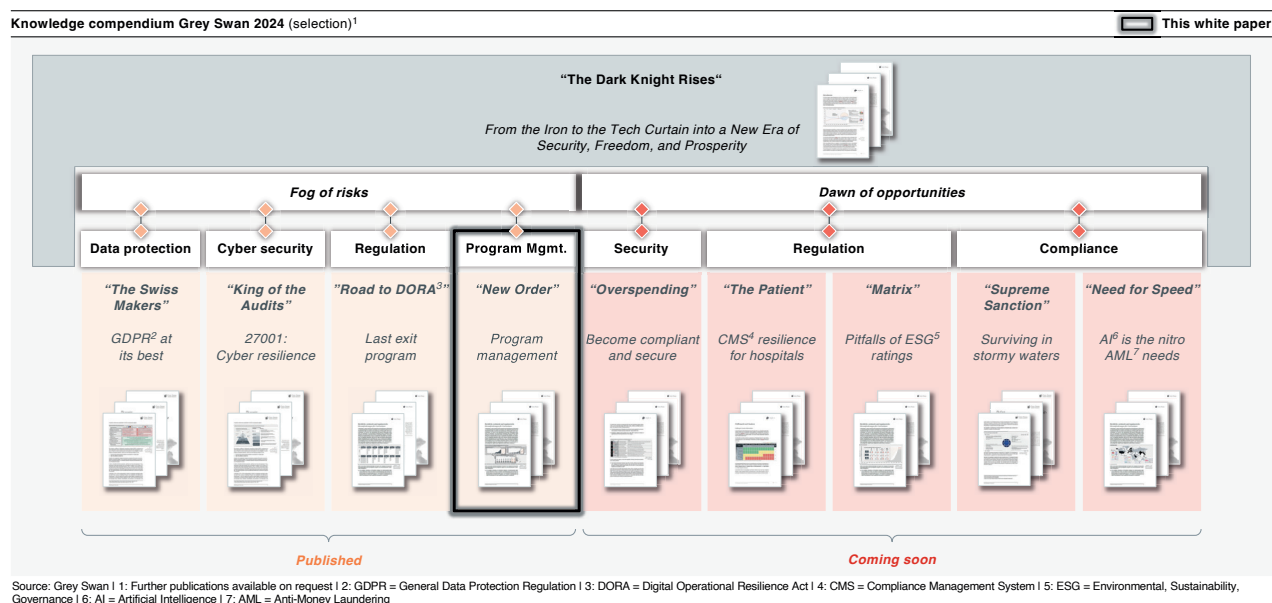 Knowledge compendium Grey Swan 2024 (selection)1
This white paper
“The Dark Knight Rises“
From the Iron to the Tech Curtain into a New Era of
Security, Freedom, and Prosperity
Fog of risks
Dawn of opportunities
Data protection
Cyber security
Regulation
Program Mgmt.
Security
Regulation
Compliance
“The Swiss
Makers”
GDPR2 at
its best
“King of the
Audits”
27001:
Cyber resilience
”Road to DORA3”
Last exit
program
“New Order”
Program
management
“Overspending”
Become compliant
and secure
“The Patient”
CMS4 resilience
for hospitals
“Matrix”
Pitfalls of ESG5
ratings
“Supreme
Sanction”
Surviving in
stormy waters
“Need for Speed”
AI6 is the nitro
AML7 needs
Published
Coming soon
Source: Grey Swan I 1: Further publications available on request I 2: GDPR = General Data Protection Regulation I 3: DORA = Digital Operational Resilience Act I 4: CMS = Compliance Management System I 5: ESG = Environmental, Sustainability,
Governance I 6: AI = Artificial Intelligence I 7: AML = Anti-Money Laundering